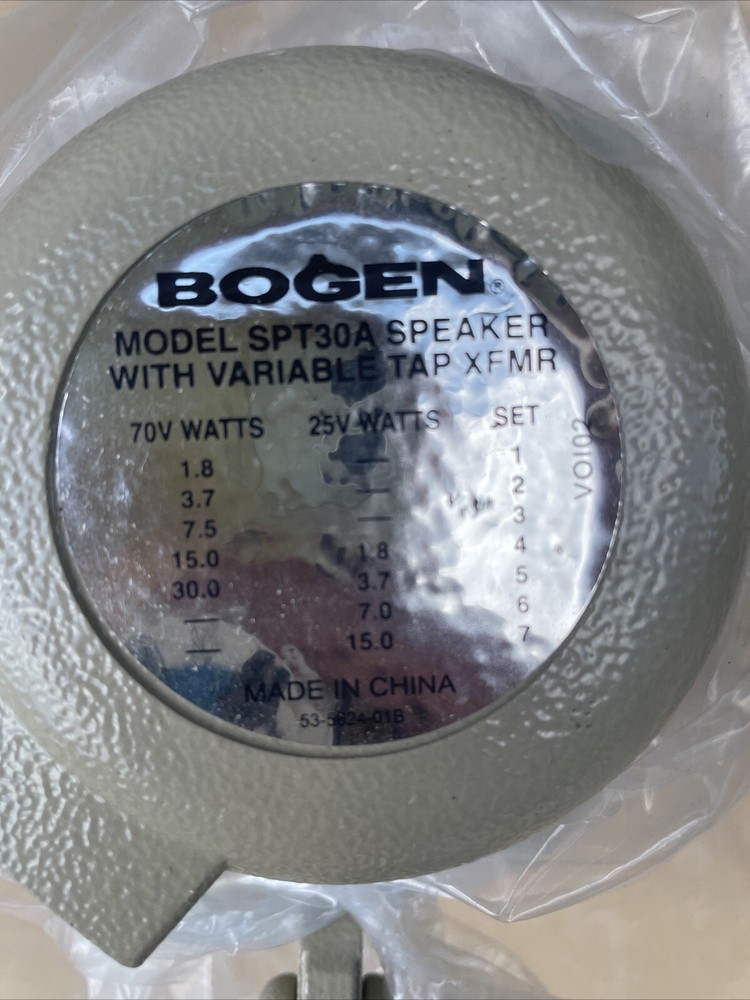 BOGEN®
MODEL SPT30A SPEAKER
WITH VARIABLE TAP XFMR
70V WATTS 25V WATTS SET
1.8 — 1
3.7 — 2
7.5 — 3
15.0 1.8 4
30.0 3.7 5
— 7.0 6
— 15.0 7
VOI02
MADE IN CHINA
53-5824-01B